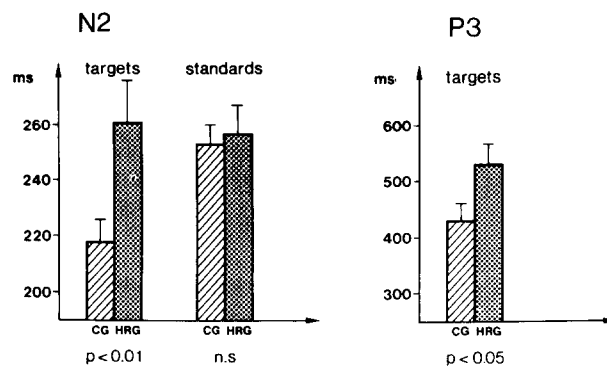 N2
ms
targets
standards
260
240
220
200
CG HRG
CG HRG
p < 0.01
n.s
P3
ms
targets
600
500
400
300
CG HRG
p < 0.05